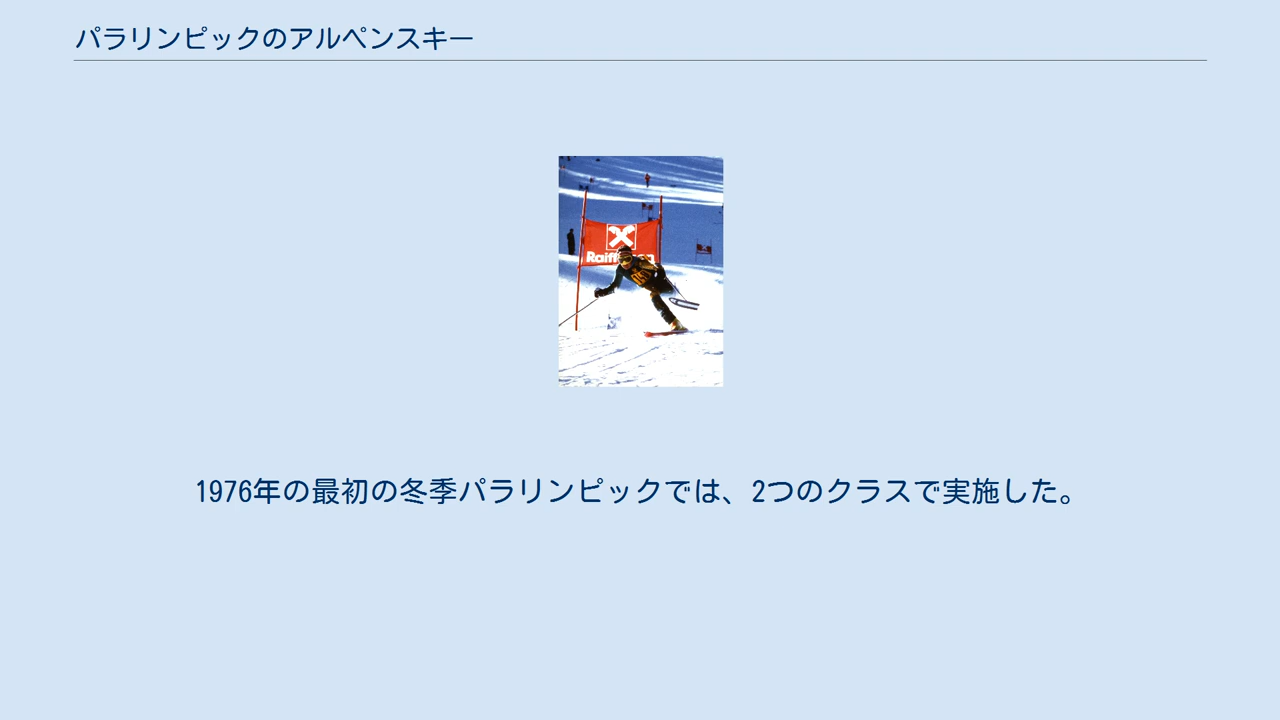 パラリンピックのアルペンスキー
1976年の最初の冬季パラリンピックでは、2つのクラスで実施した。